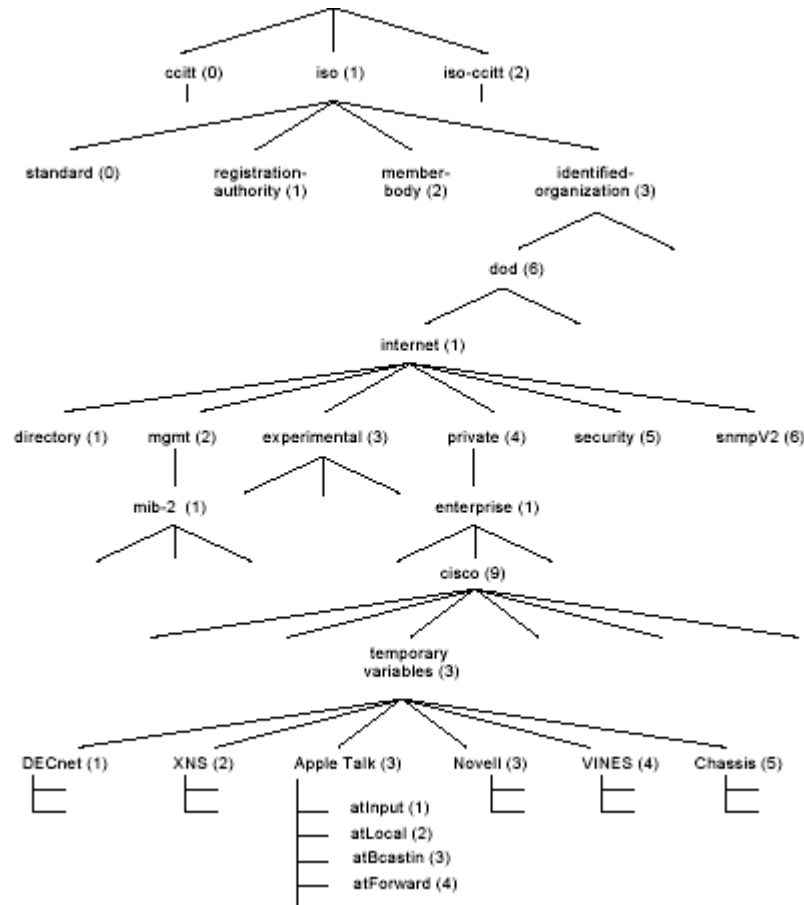 ccitt (0) iso (1) iso-ccitt (2)
standard (0) registration- member- identified-
authority (1) body (2) organization (3)
dod (6)
internet (1)
directory (1) mgmt (2) experimental (3) private (4) security (5) snmpV2 (6)
mib-2 (1) enterprise (1)
cisco (9)
temporary
variables (3)
DECnet (1) XNS (2) Apple Talk (3) Novell (3) VINES (4) Chassis (5)
atInput (1)
atLocal (2)
atBcastin (3)
atForward (4)